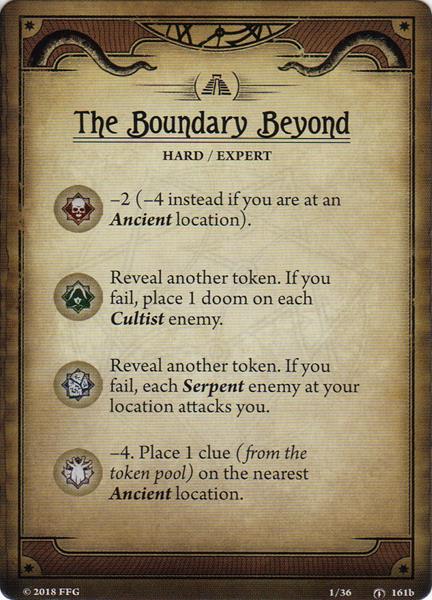 The Boundary Beyond
HARD / EXPERT
–2 (–4 instead if you are at an
Ancient location).
Reveal another token. If you
fail, place 1 doom on each
Cultist enemy.
Reveal another token. If you
fail, each Serpent enemy at your
location attacks you.
–4. Place 1 clue (from the
token pool) on the nearest
Ancient location.
© 2018 FFG
1/36
161b